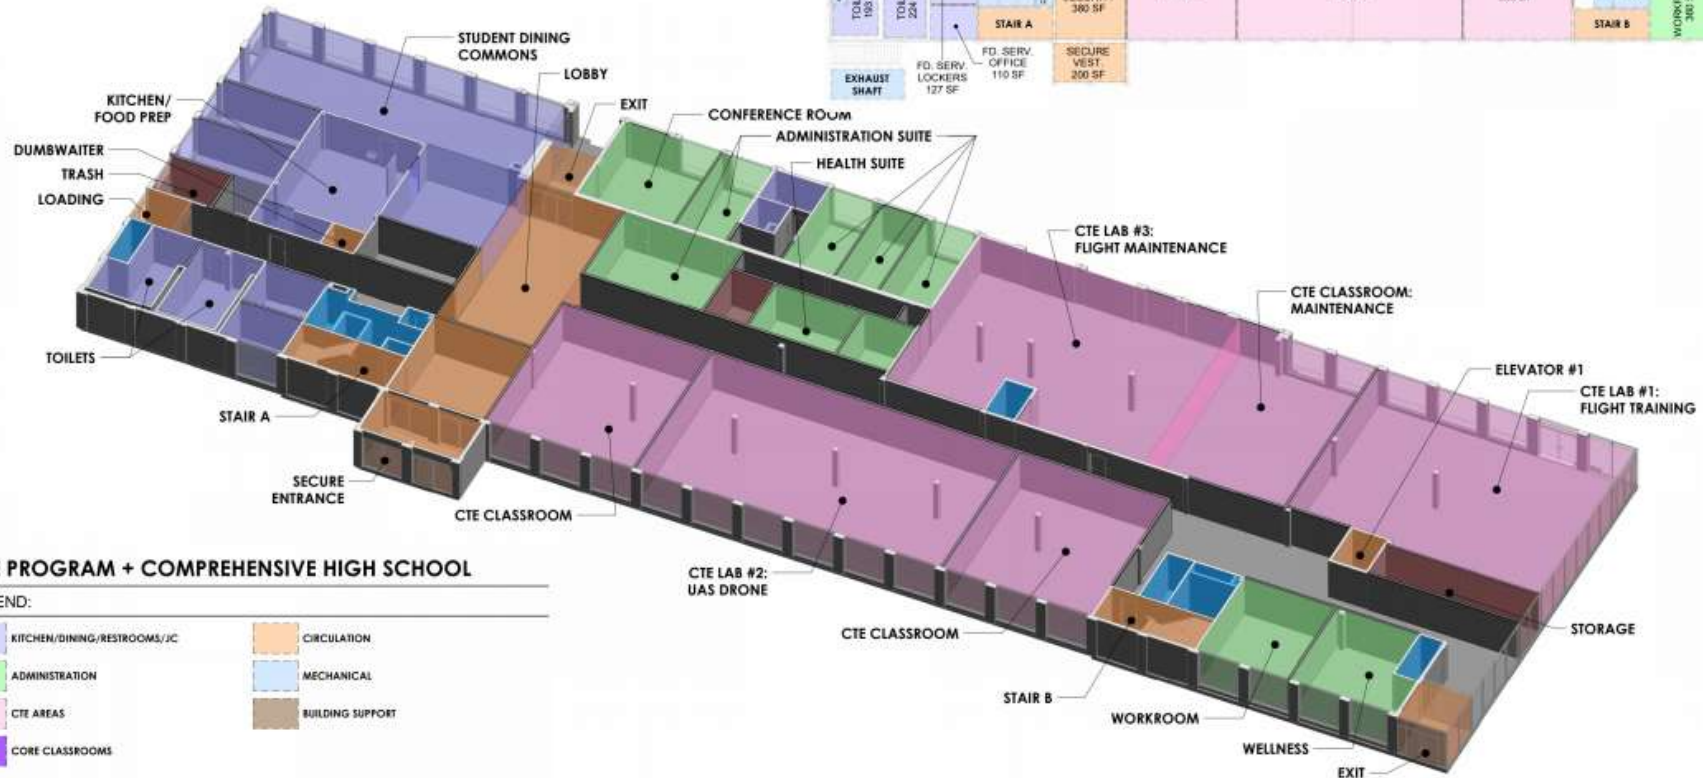 TOIL
193
TOIL
224
380 SF
STAIR A
STAIR B
WORKR
360
EXHAUST
SHAFT
FD. SERV.
LOCKERS
127 SF
FD. SERV.
OFFICE
110 SF
SECURE
VEST.
200 SF
STUDENT DINING
COMMONS
LOBBY
KITCHEN/
FOOD PREP
EXIT
CONFERENCE ROOM
ADMINISTRATION SUITE
HEALTH SUITE
DUMBWAITER
TRASH
LOADING
CTE LAB #3:
FLIGHT MAINTENANCE
CTE CLASSROOM:
MAINTENANCE
ELEVATOR #1
CTE LAB #1:
FLIGHT TRAINING
TOILETS
STAIR A
SECURE
ENTRANCE
CTE CLASSROOM
CTE LAB #2:
UAS DRONE
CTE CLASSROOM
STORAGE
STAIR B
WORKROOM
WELLNESS
EXIT
PROGRAM + COMPREHENSIVE HIGH SCHOOL
END:
KITCHEN/DINING/RESTROOMS/JC
CIRCULATION
ADMINISTRATION
MECHANICAL
CTE AREAS
BUILDING SUPPORT
CORE CLASSROOMS